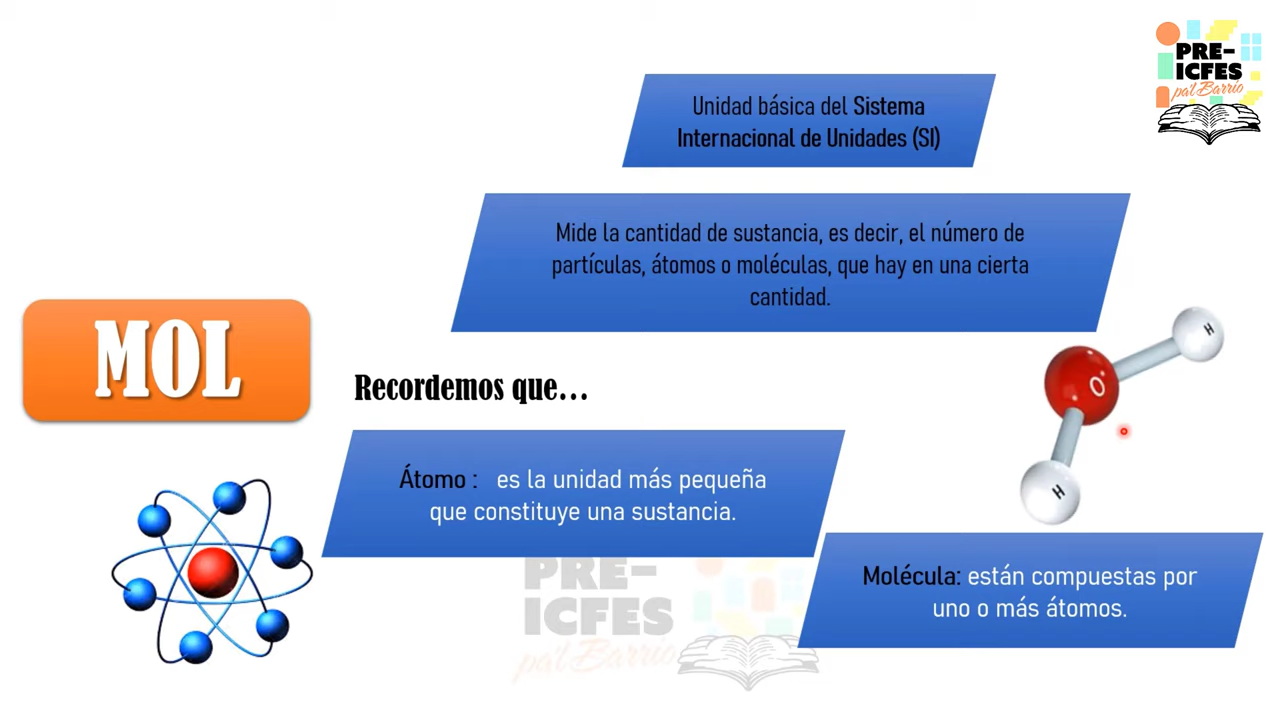 PRE-
ICFES
pa'l Barrio
Unidad básica del Sistema
Internacional de Unidades (SI)
Mide la cantidad de sustancia, es decir, el número de
partículas, átomos o moléculas, que hay en una cierta
cantidad.
MOL
Recordemos que...
H
O
H
Átomo : es la unidad más pequeña
que constituye una sustancia.
Molécula: están compuestas por
uno o más átomos.
PRE-
ICFES
pa'l Barrio